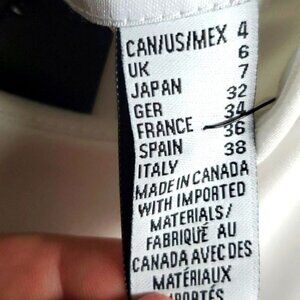 CAN/US/MEX 4
UK 6
JAPAN 7
GER 32
FRANCE 34
SPAIN 36
ITALY 38
MADE IN CANADA
WITH IMPORTED
MATERIALS/
FABRIQUÉ AU
CANADA AVEC DES
MATÉRIAUX